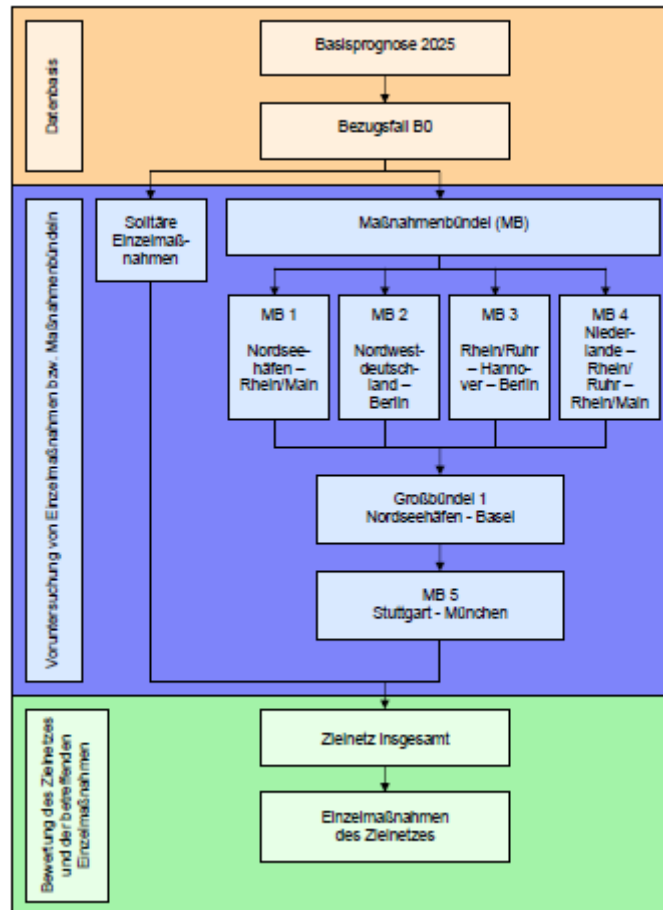 Datenbasis
Basisprognose 2025
Bezugsfall B0
Voruntersuchung von Einzelmaßnahmen bzw. Maßnahmenbündeln
Solitäre
Einzelmaß-
nahmen
Maßnahmenbündel (MB)
MB 1
Nordseehäfen –
Rhein/Main
MB 2
Nordwest-
deutsch-
land –
Berlin
MB 3
Rhein/Ruhr
– Hanno-
ver – Berlin
MB 4
Nieder-
lande –
Rhein/
Ruhr –
Rhein/Main
Großbündel 1
Nordseehäfen - Basel
MB 5
Stuttgart - München
Bewertung des Zielnetzes
und der betreffenden
Einzelmaßnahmen
Zielnetz insgesamt
Einzelmaßnahmen
des Zielnetzes